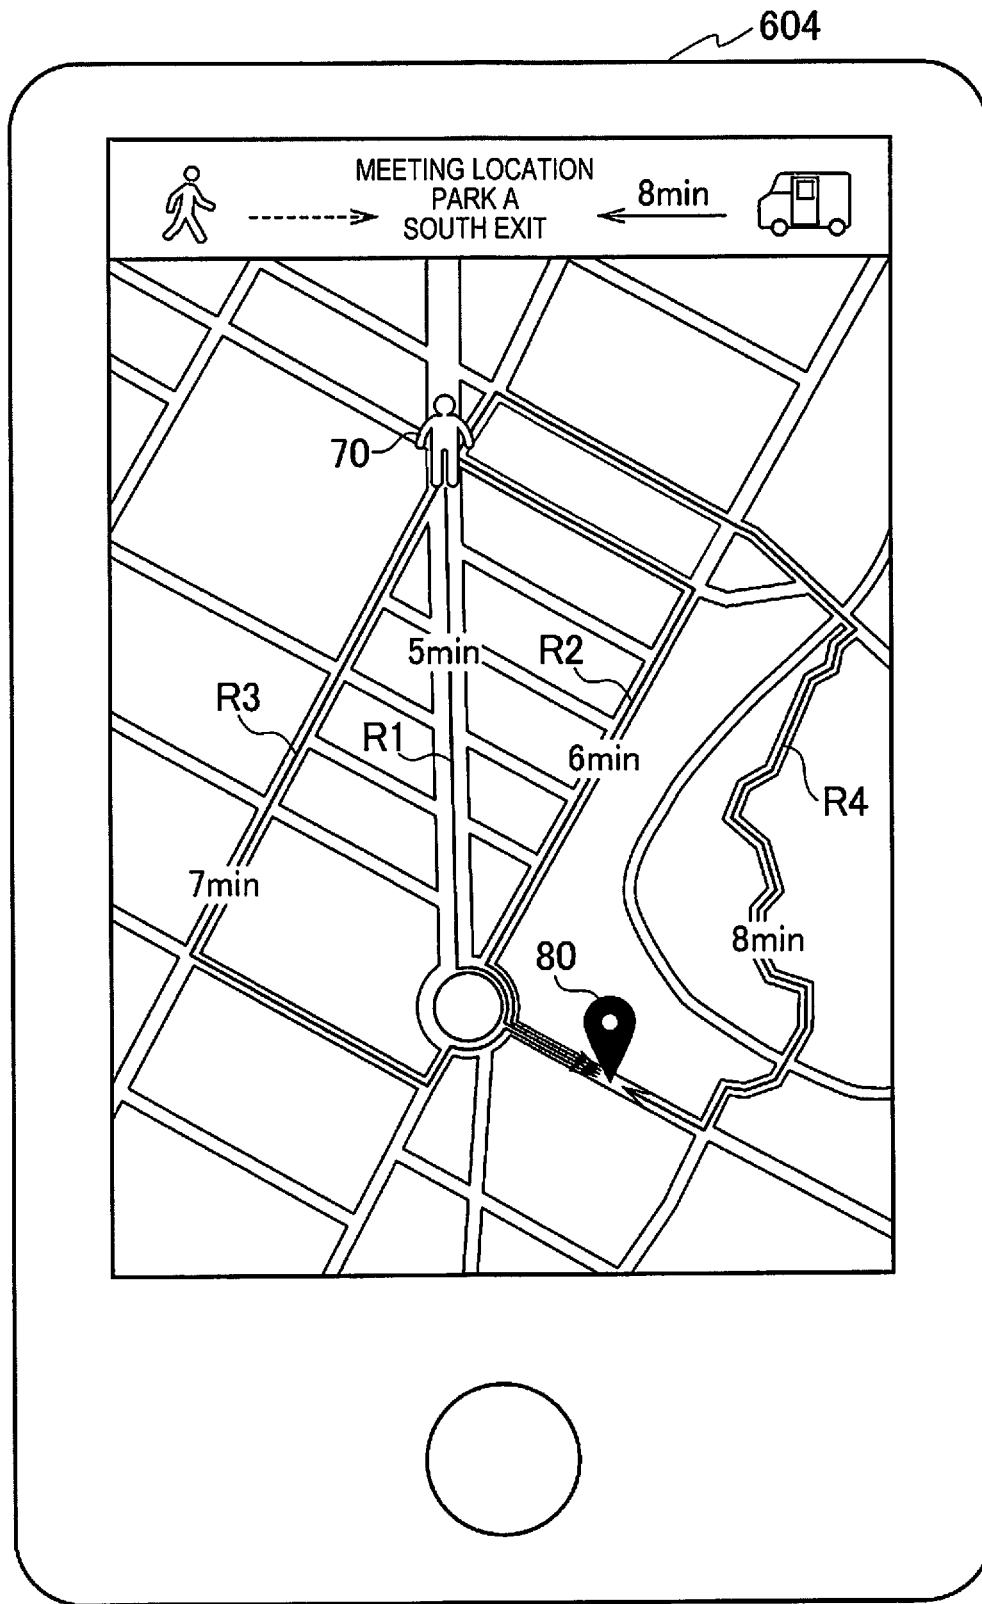 604
MEETING LOCATION
PARK A
SOUTH EXIT
8min
70
5min
R2
R3
R1
6min
R4
7min
8min
80